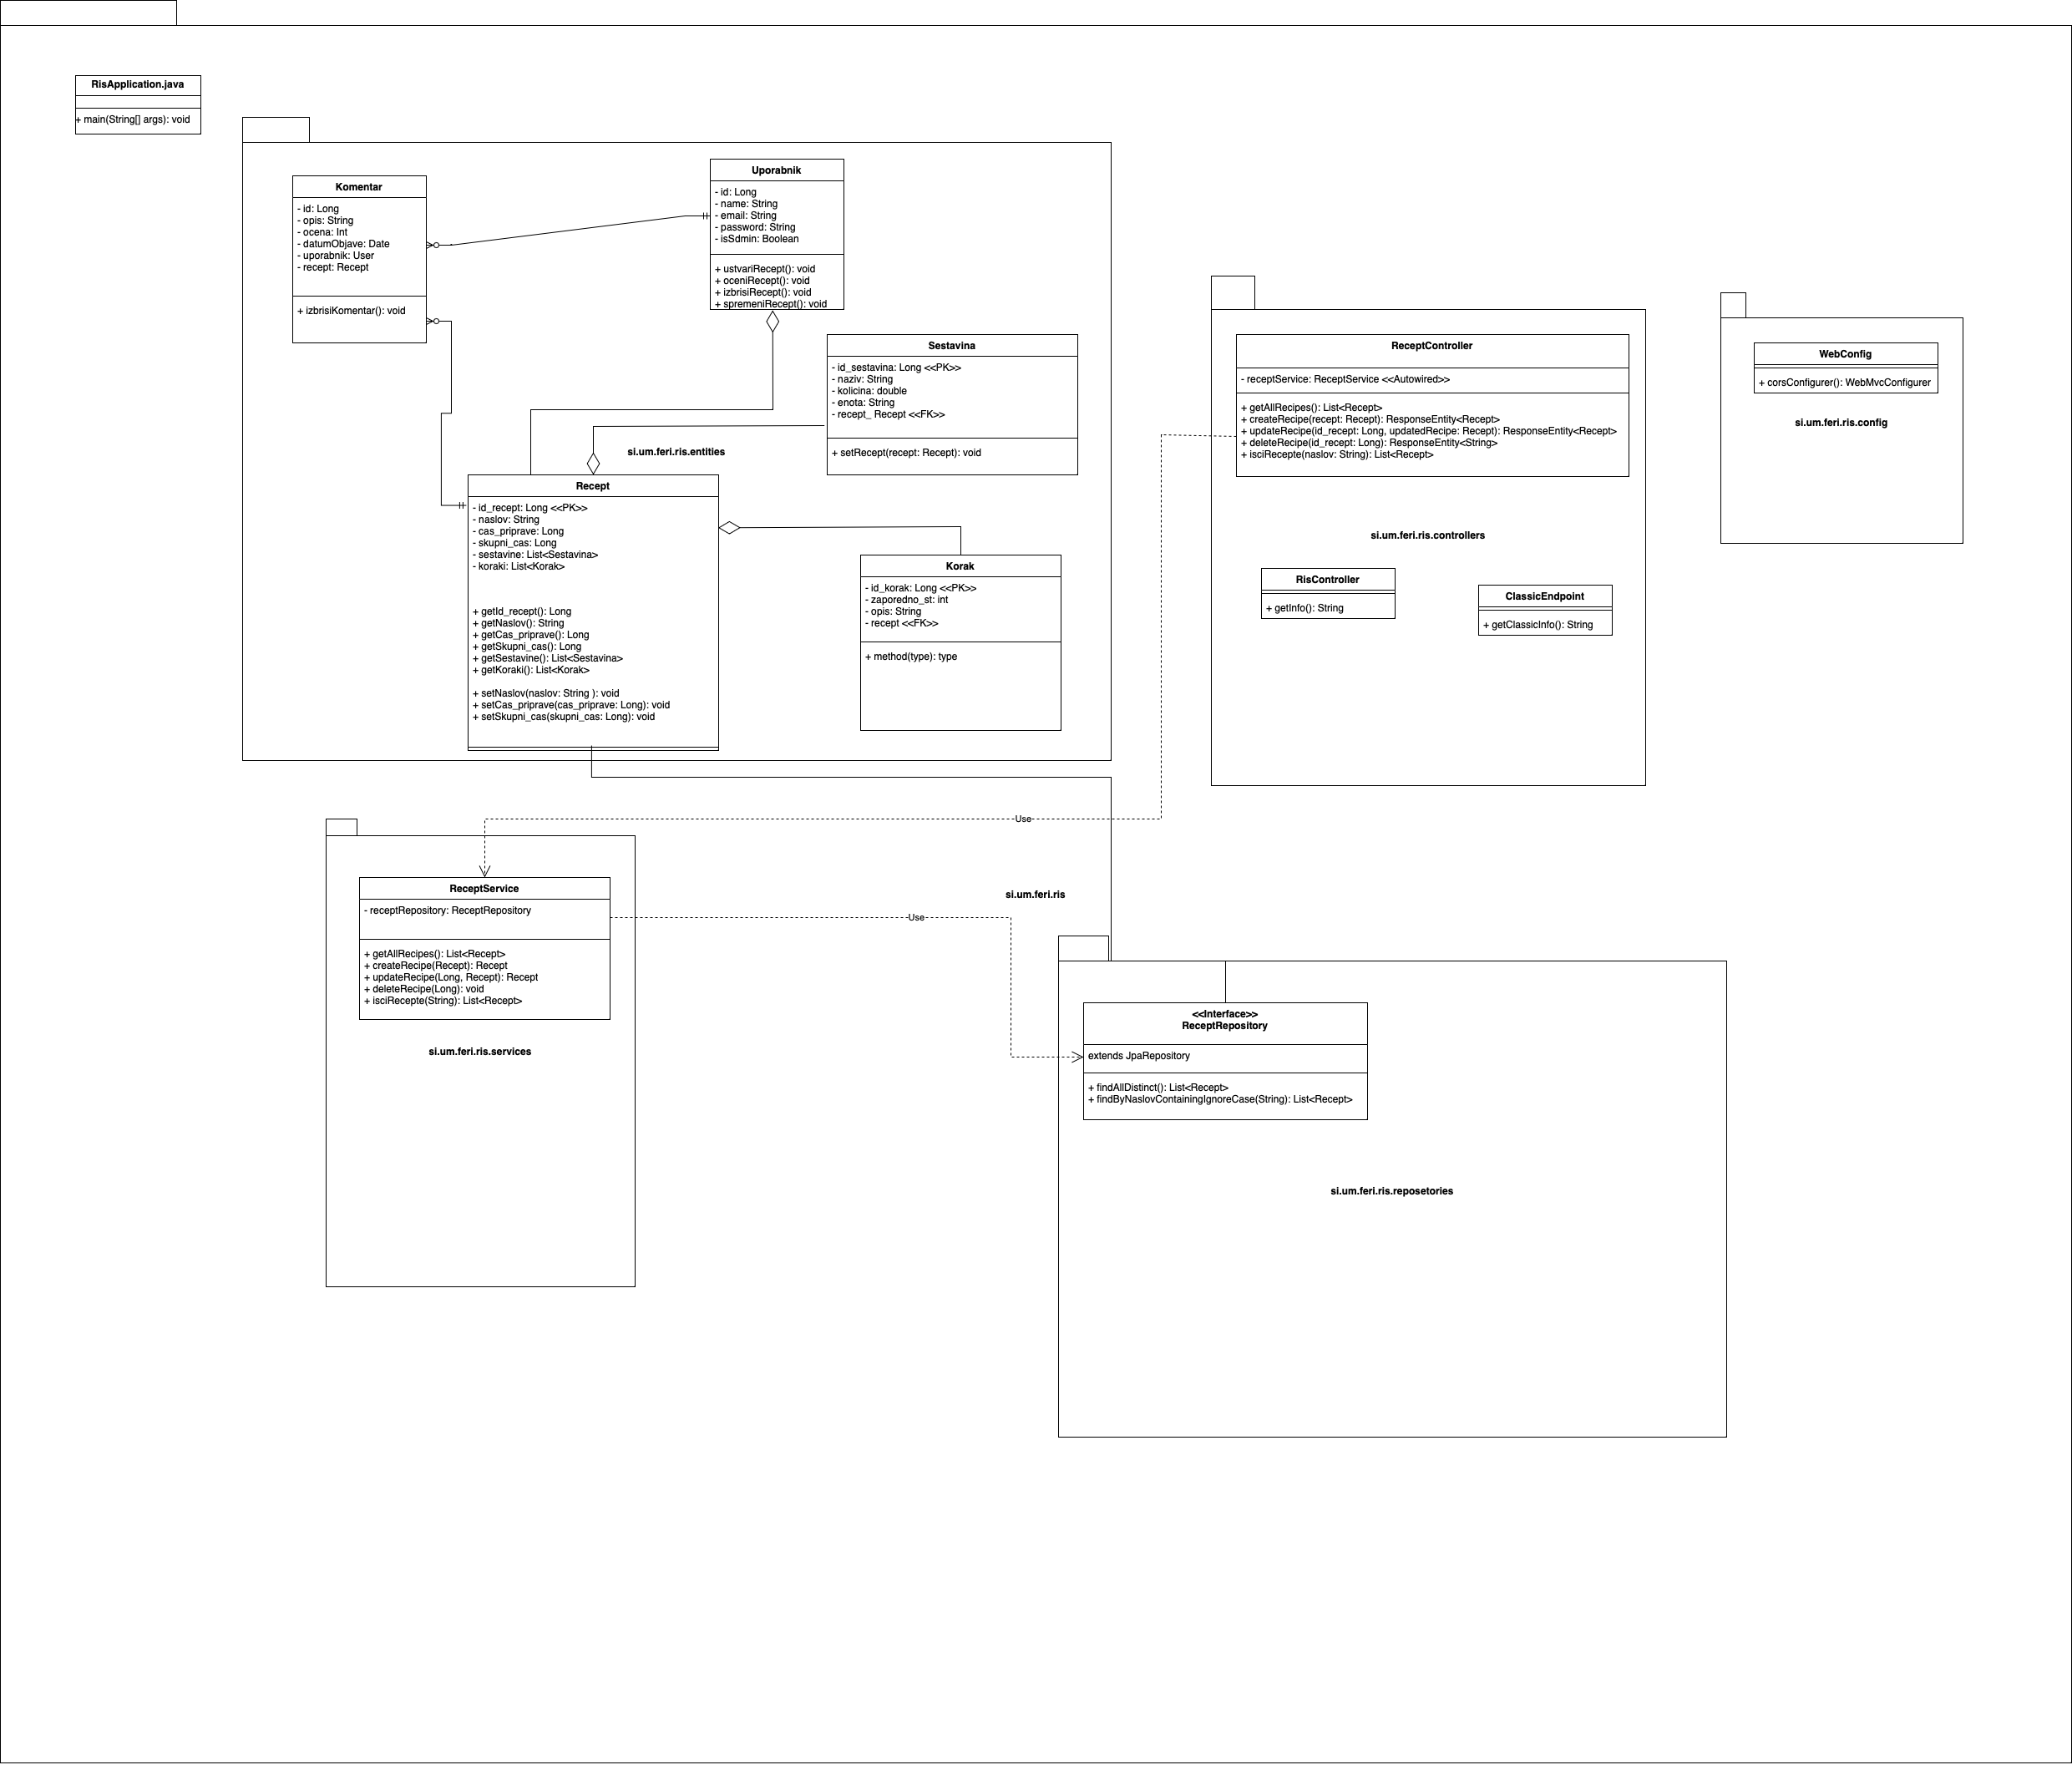 RisApplication.java
+ main(String[] args): void
Komentar
- id: Long
- opis: String
- ocena: Int
- datumObjave: Date
- uporabnik: User
- recept: Recept
+ izbrisiKomentar(): void
Uporabnik
- id: Long
- name: String
- email: String
- password: String
- isSdmin: Boolean
+ ustvariRecept(): void
+ oceniRecept(): void
+ izbrisiRecept(): void
+ spremeniRecept(): void
Sestavina
- id_sestavina: Long <<PK>>
- naziv: String
- kolicina: double
- enota: String
- recept_ Recept <<FK>>
+ setRecept(recept: Recept): void
si.um.feri.ris.entities
Recept
- id_recept: Long <<PK>>
- naslov: String
- cas_priprave: Long
- skupni_cas: Long
- sestavine: List<Sestavina>
- koraki: List<Korak>
+ getId_recept(): Long
+ getNaslov(): String
+ getCas_priprave(): Long
+ getSkupni_cas(): Long
+ getSestavine(): List<Sestavina>
+ getKoraki(): List<Korak>
+ setNaslov(naslov: String ): void
+ setCas_priprave(cas_priprave: Long): void
+ setSkupni_cas(skupni_cas: Long): void
Korak
- id_korak: Long <<PK>>
- zaporedno_st: int
- opis: String
- recept <<FK>>
+ method(type): type
ReceptController
- receptService: ReceptService <<Autowired>>
+ getAllRecipes(): List<Recept>
+ createRecipe(recept: Recept): ResponseEntity<Recept>
+ updateRecipe(id_recept: Long, updatedRecipe: Recept): ResponseEntity<Recept>
+ deleteRecipe(id_recept: Long): ResponseEntity<String>
+ isciRecepte(naslov: String): List<Recept>
si.um.feri.ris.controllers
RisController
+ getInfo(): String
ClassicEndpoint
+ getClassicInfo(): String
WebConfig
+ corsConfigurer(): WebMvcConfigurer
si.um.feri.ris.config
Use
ReceptService
- receptRepository: ReceptRepository
+ getAllRecipes(): List<Recept>
+ createRecipe(Recept): Recept
+ updateRecipe(Long, Recept): Recept
+ deleteRecipe(Long): void
+ isciRecepte(String): List<Recept>
si.um.feri.ris.services
si.um.feri.ris
Use
<<Interface>>
ReceptRepository
extends JpaRepository
+ findAllDistinct(): List<Recept>
+ findByNaslovContainingIgnoreCase(String): List<Recept>
si.um.feri.ris.reposetories